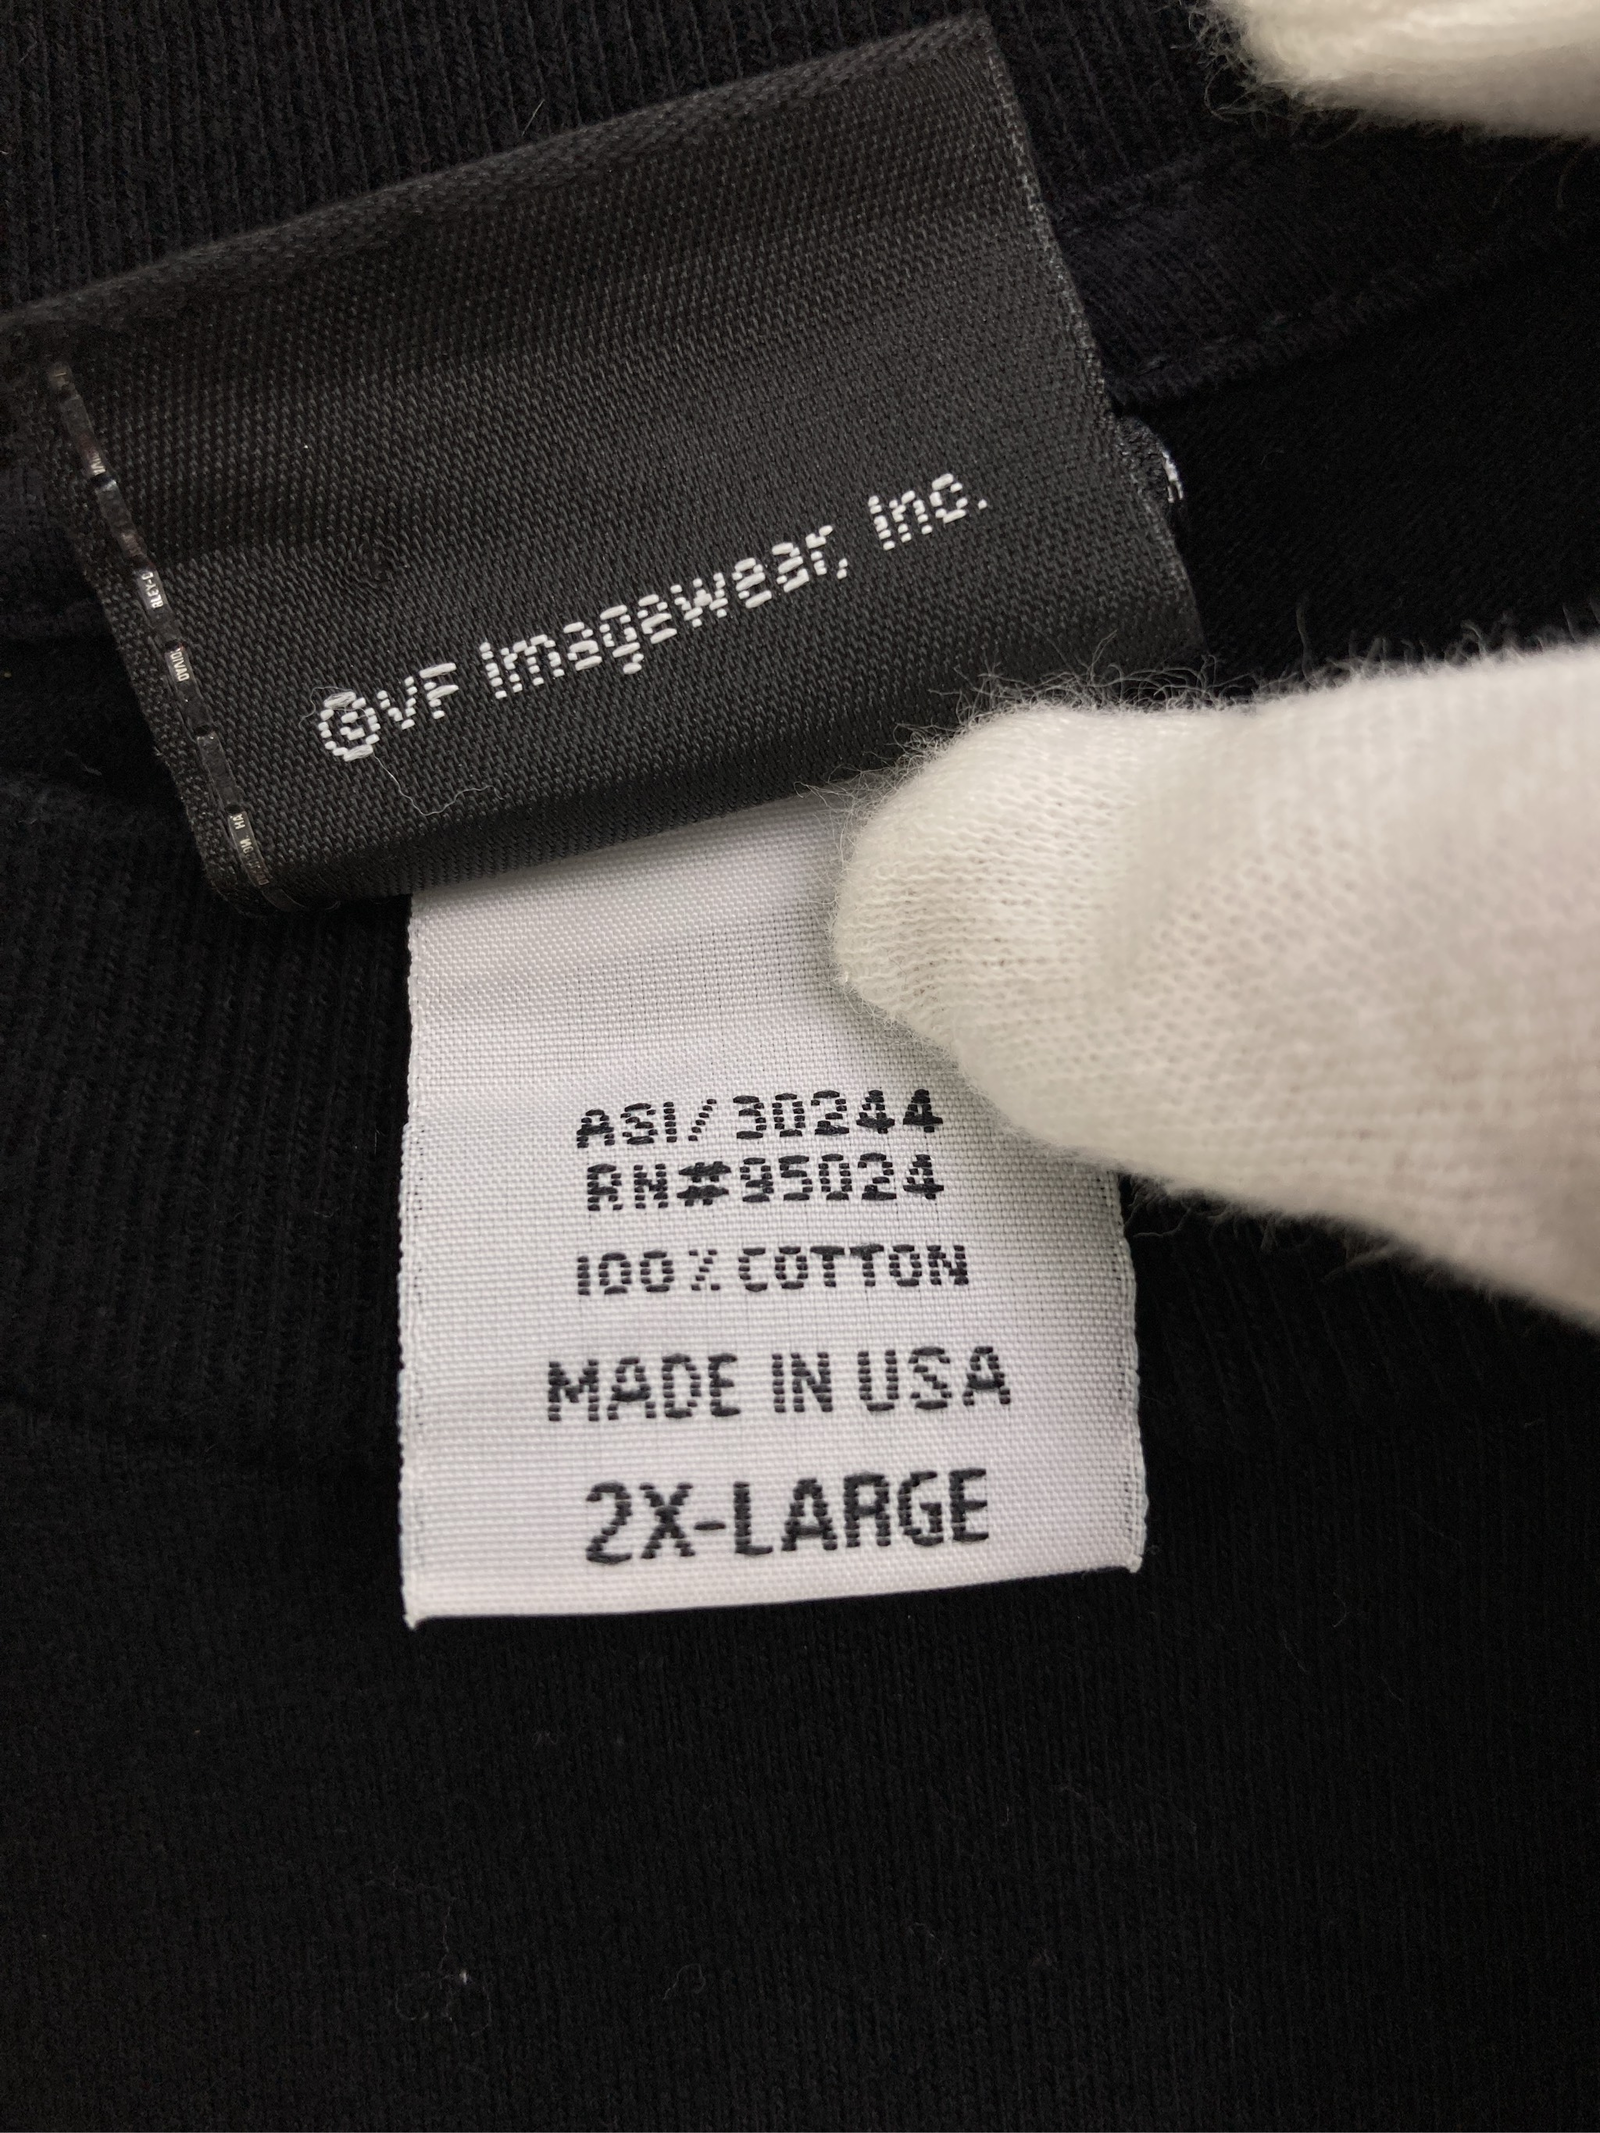 ©VF Imagewear, Inc.
ASI/30244
RN#95024
100% COTTON
MADE IN USA
2X-LARGE